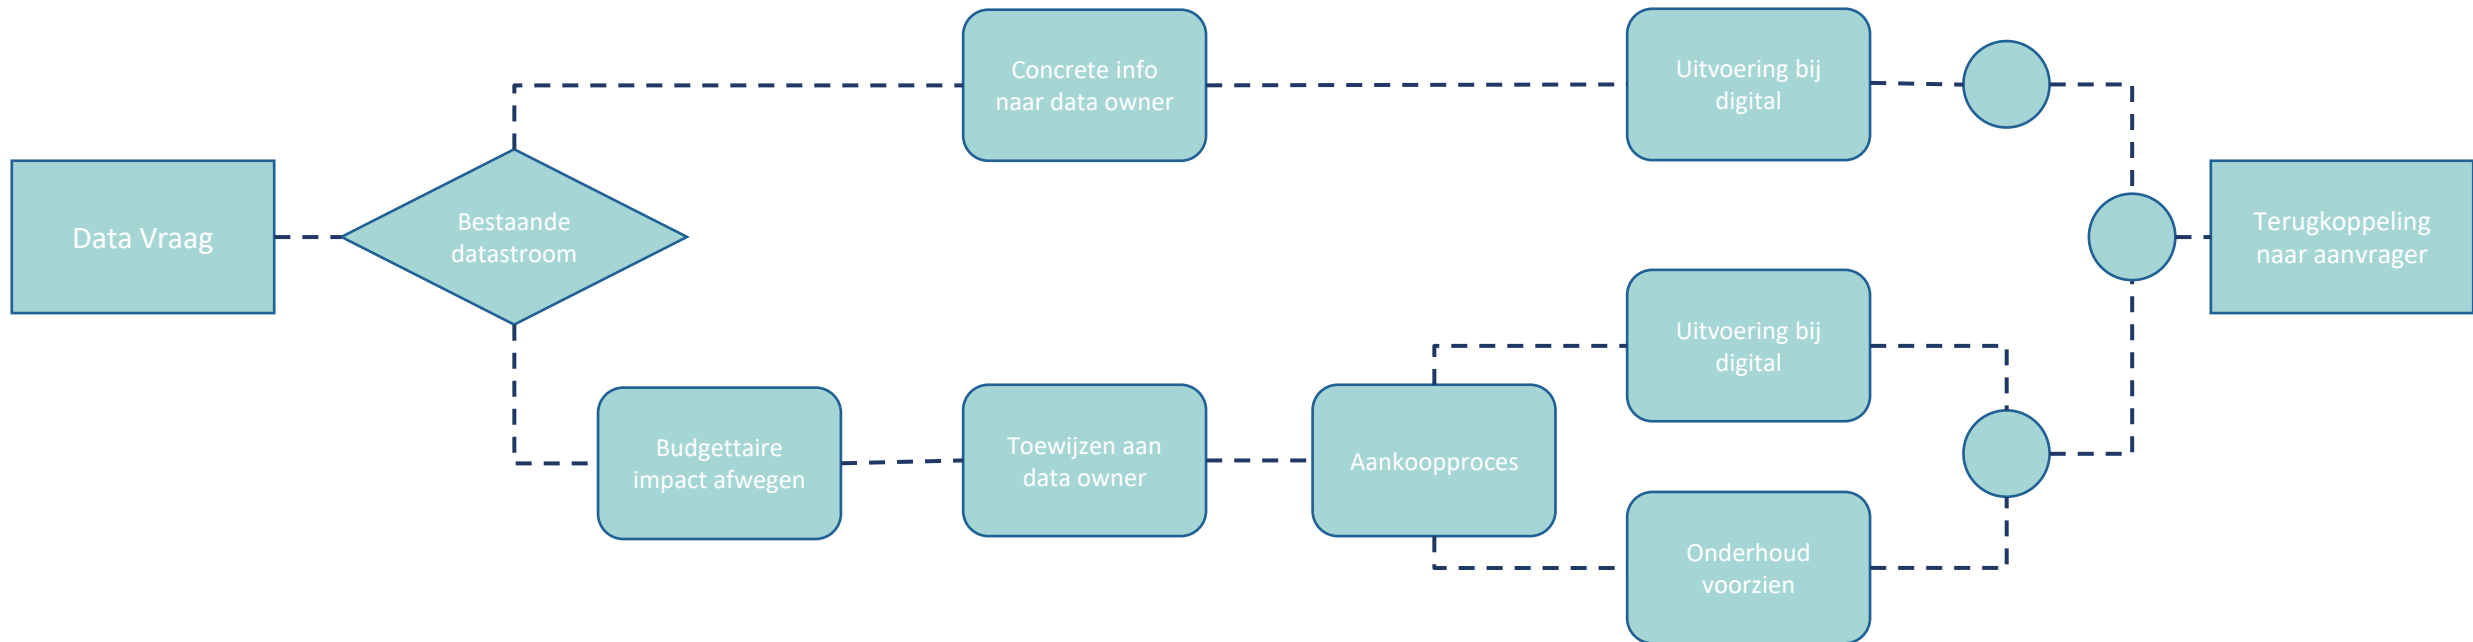 Data Vraag
Bestaande
datastroom
Concrete info
naar data owner
Uitvoering bij
digital
Budgettaire
impact afwegen
Toewijzen aan
data owner
Aankoopproces
Uitvoering bij
digital
Onderhoud
voorzien
Terugkoppeling
naar aanvrager